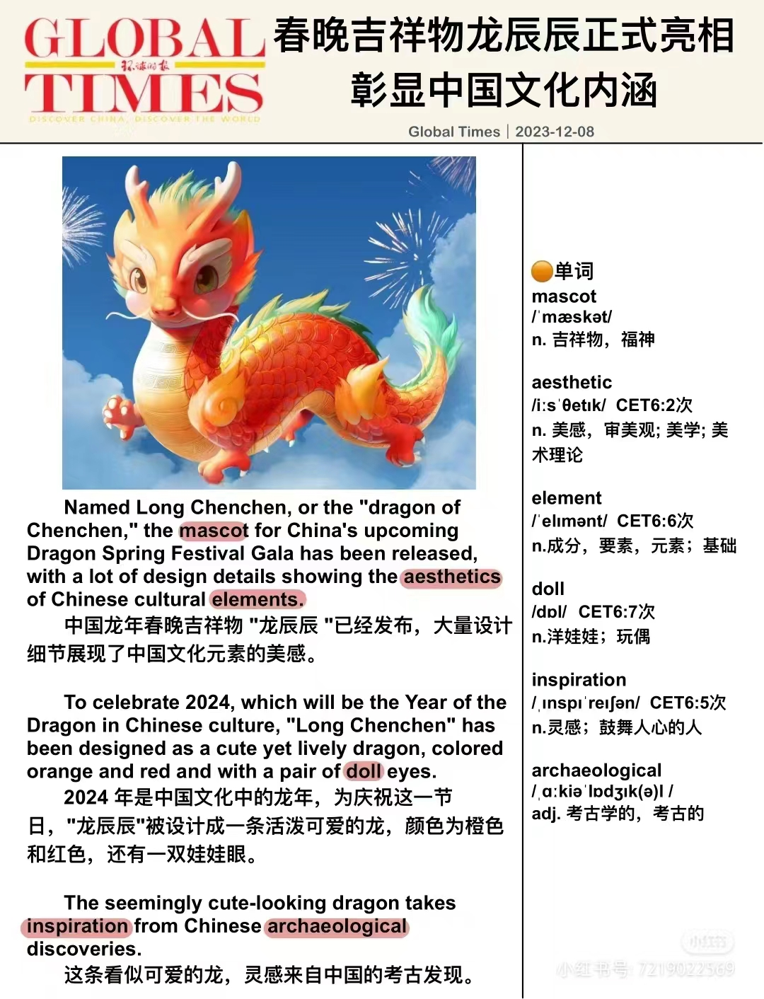 GLOBAL
环球时报
TIMES
DISCOVER CHINA, DISCOVER THE WORLD
春晚吉祥物龙辰辰正式亮相
彰显中国文化内涵
Global Times｜2023-12-08
Named Long Chenchen, or the "dragon of
Chenchen," the mascot for China's upcoming
Dragon Spring Festival Gala has been released,
with a lot of design details showing the aesthetics
of Chinese cultural elements.
中国龙年春晚吉祥物 "龙辰辰 "已经发布，大量设计
细节展现了中国文化元素的美感。
To celebrate 2024, which will be the Year of the
Dragon in Chinese culture, "Long Chenchen" has
been designed as a cute yet lively dragon, colored
orange and red and with a pair of doll eyes.
2024 年是中国文化中的龙年，为庆祝这一节
日，"龙辰辰"被设计成一条活泼可爱的龙，颜色为橙色
和红色，还有一双娃娃眼。
The seemingly cute-looking dragon takes
inspiration from Chinese archaeological
discoveries.
这条看似可爱的龙，灵感来自中国的考古发现。
单词
mascot
/ˈmæskət/
n. 吉祥物，福神
aesthetic
/iːsˈθetɪk/ CET6:2次
n. 美感，审美观; 美学; 美
术理论
element
/ˈelɪmənt/ CET6:6次
n.成分，要素，元素；基础
doll
/dɒl/ CET6:7次
n.洋娃娃；玩偶
inspiration
/ˌɪnspɪˈreɪʃən/ CET6:5次
n.灵感；鼓舞人心的人
archaeological
/ˌɑːkiəˈlɒdʒɪk(ə)l /
adj. 考古学的，考古的
小红书
小红书号: 7219022569